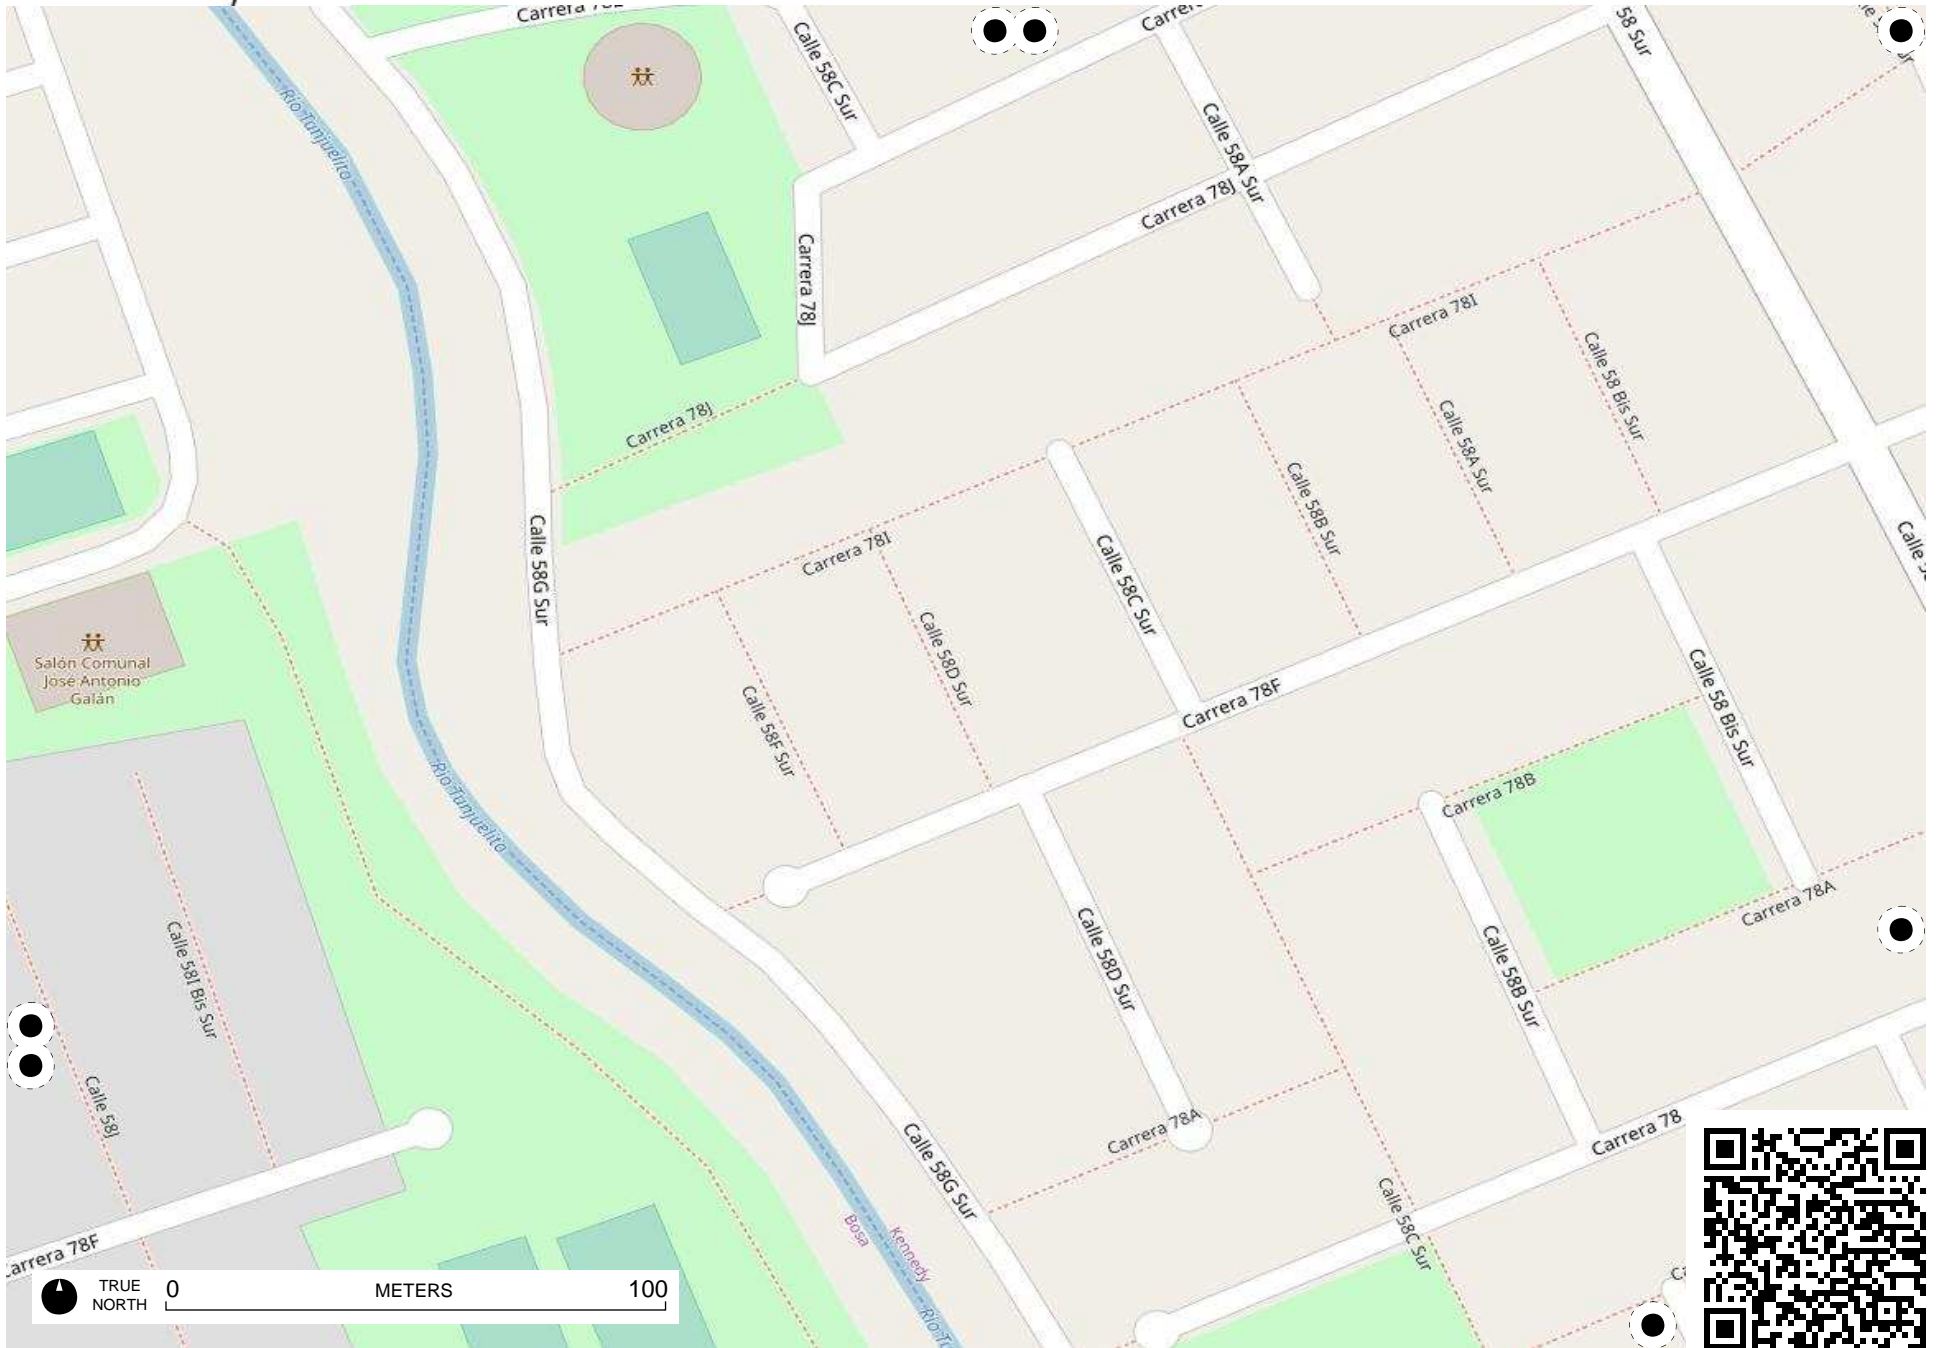 Calle 58C Sur
58 Sur
Río Tunjuelito
Calle 58A Sur
Carrera 78J
Carrera 78J
Carrera 78I
Calle 58 Bis Sur
Carrera 78J
Calle 58A Sur
Calle 58B Sur
Calle 58G Sur
Carrera 78I
Calle 58C Sur
Calle 58D Sur
Salón Comunal
José Antonio
Galán
Calle 58F Sur
Carrera 78F
Calle 58 Bis Sur
Río Tunjuelito
Carrera 78B
Carrera 78A
Calle 58I Bis Sur
Calle 58D Sur
Calle 58B Sur
Calle 58J
Carrera 78A
Calle 58G Sur
Carrera 78
Calle 58C Sur
Bosa
Kennedy
arrera 78F
TRUE
NORTH
0 METERS 100